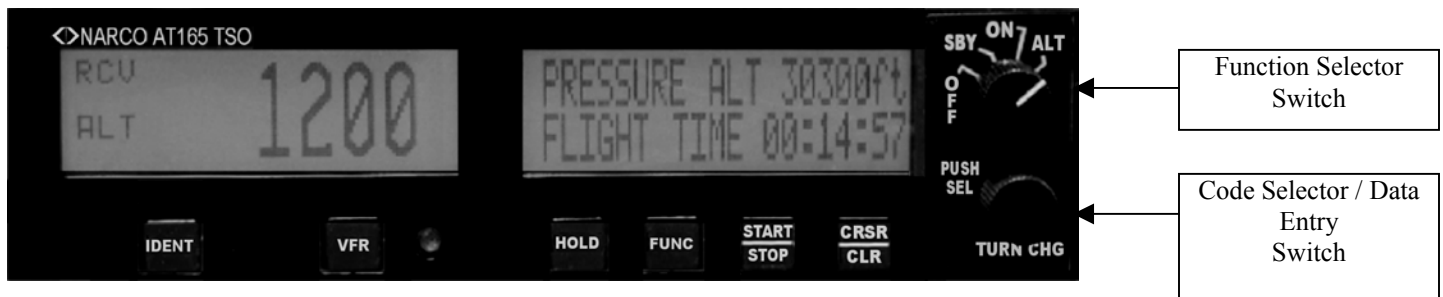 NARCO AT165 TSO
RCV
1200
ALT
PRESSURE ALT 30300ft
FLIGHT TIME 00:14:57
SBY
ON
ALT
OFF
PUSH
SEL
TURN CHG
IDENT
VFR
HOLD
FUNC
START
STOP
CRSR
CLR
Function Selector
Switch
Code Selector / Data
Entry
Switch